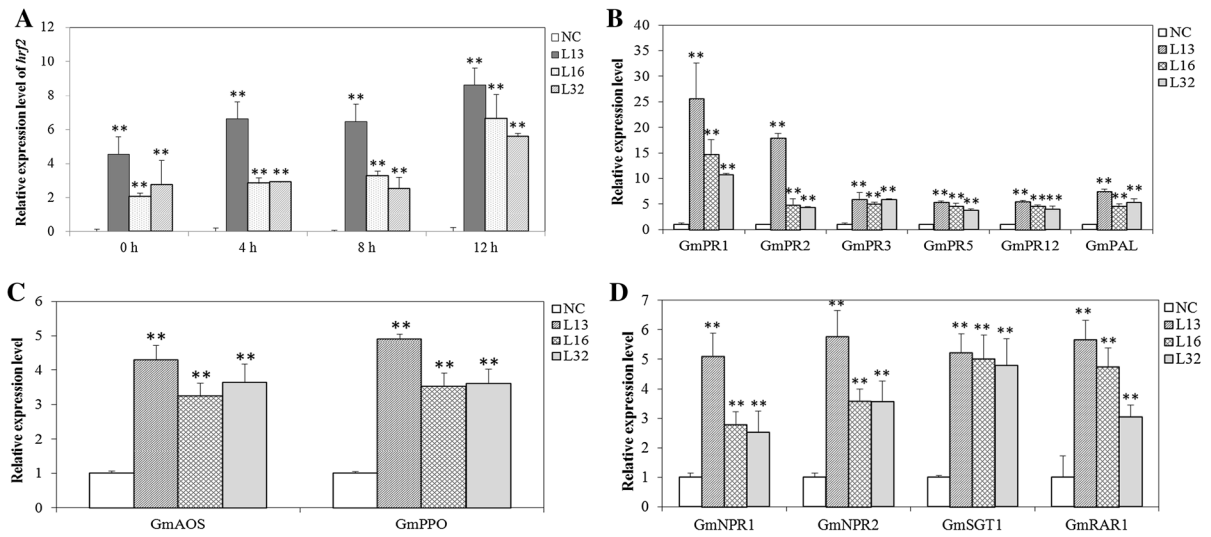 A
Relative expression level of hrf2
12
10
8
6
4
2
0
** ** **
** ** **
** ** **
** ** **
0 h 4 h 8 h 12 h
NC
L13
L16
L32
B
Relative expression level
40
35
30
25
20
15
10
5
0
** ** **
** ** **
** ** **
** ** **
** ** **
** ** **
GmPR1 GmPR2 GmPR3 GmPR5 GmPR12 GmPAL
NC
L13
L16
L32
C
Relative expression level
6
5
4
3
2
1
0
** ** **
** ** **
GmAOS GmPPO
NC
L13
L16
L32
D
Relative expression level
7
6
5
4
3
2
1
0
** ** **
** ** **
** ** **
** ** **
GmNPR1 GmNPR2 GmSGT1 GmRAR1
NC
L13
L16
L32